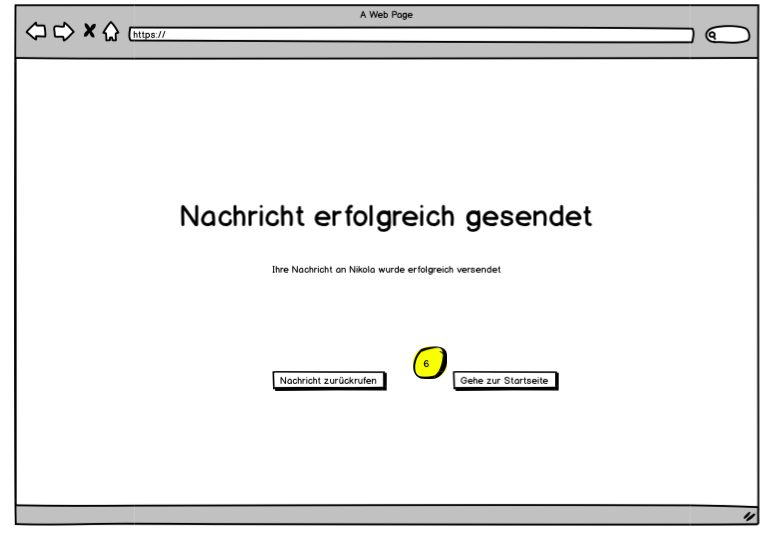 A Web Page
https://
Nachricht erfolgreich gesendet
Ihre Nachricht an Nikola wurde erfolgreich versendet
6
Nachricht zurückrufen
Gehe zur Startseite